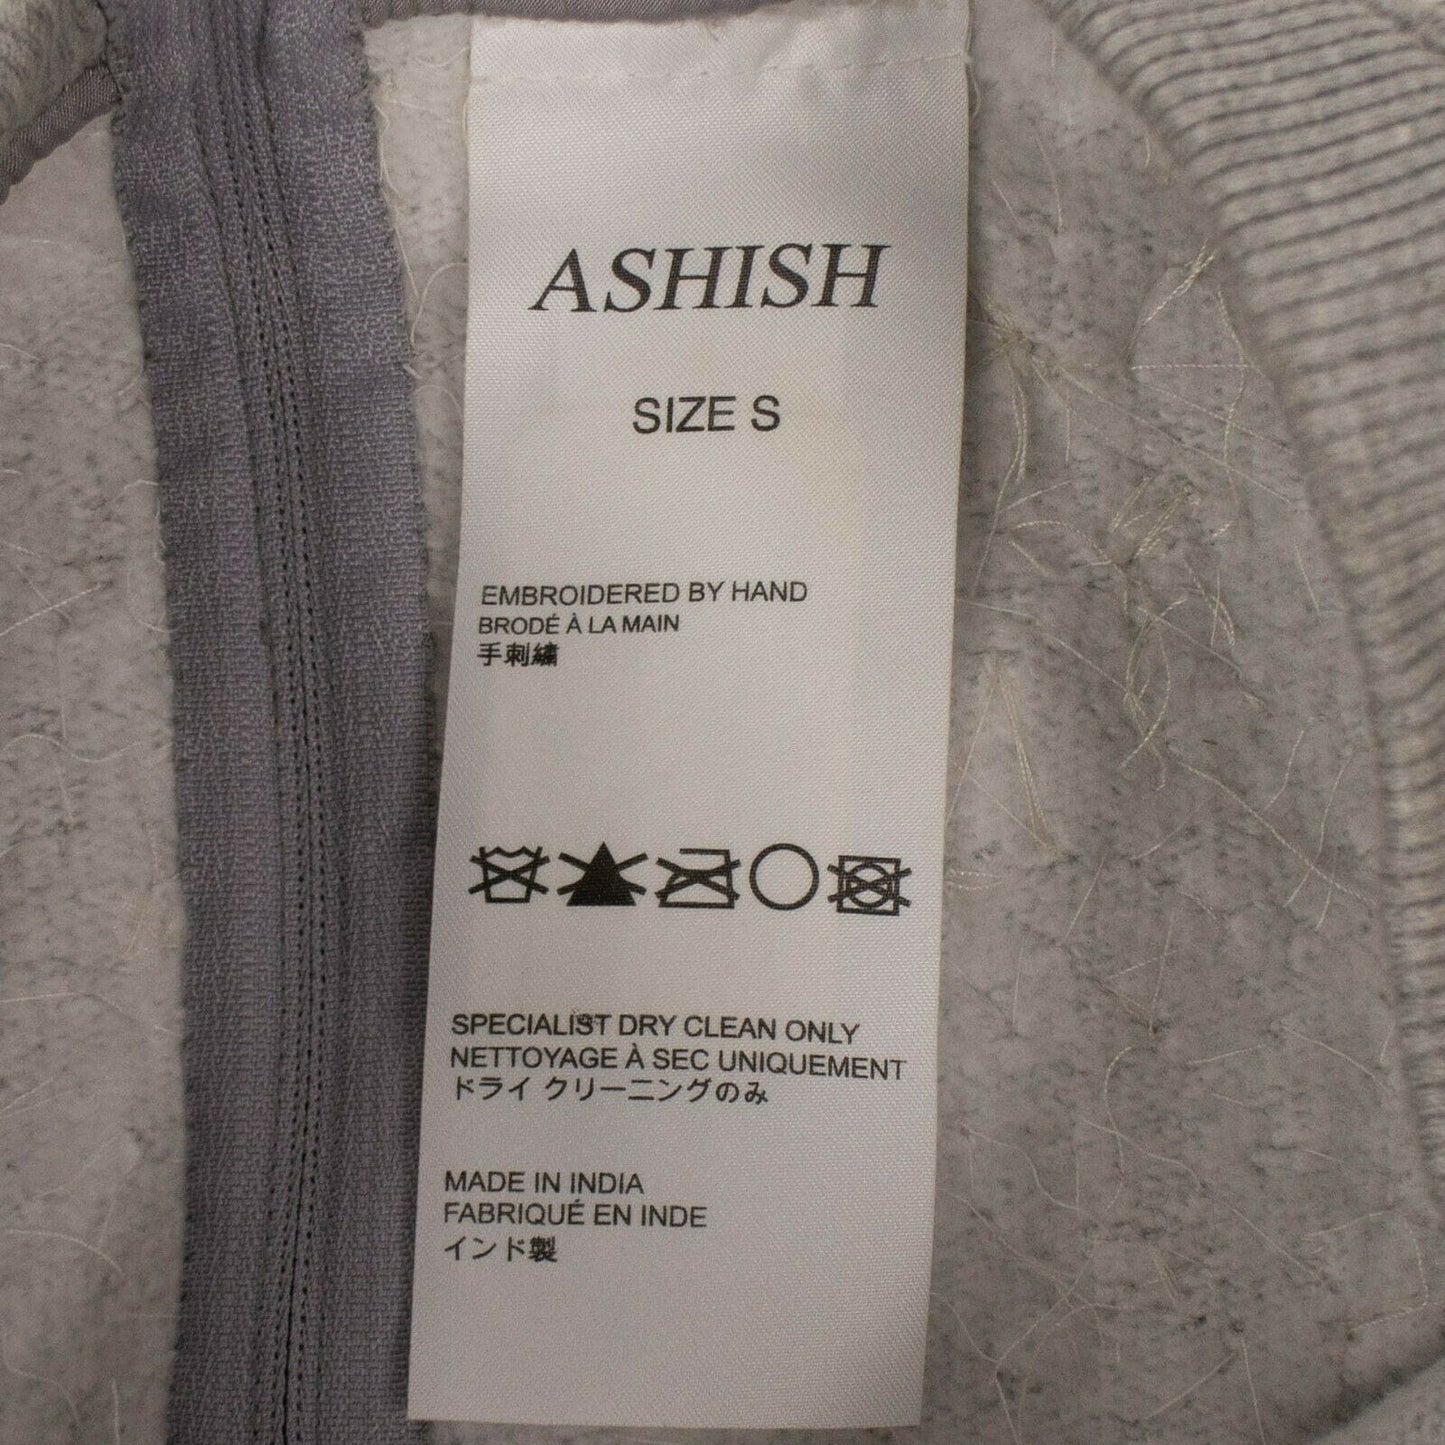 ASHISH
SIZE S
EMBROIDERED BY HAND
BRODÉ À LA MAIN
手刺繍
SPECIALIST DRY CLEAN ONLY
NETTOYAGE À SEC UNIQUEMENT
ドライ クリーニングのみ
MADE IN INDIA
FABRIQUÉ EN INDE
インド製